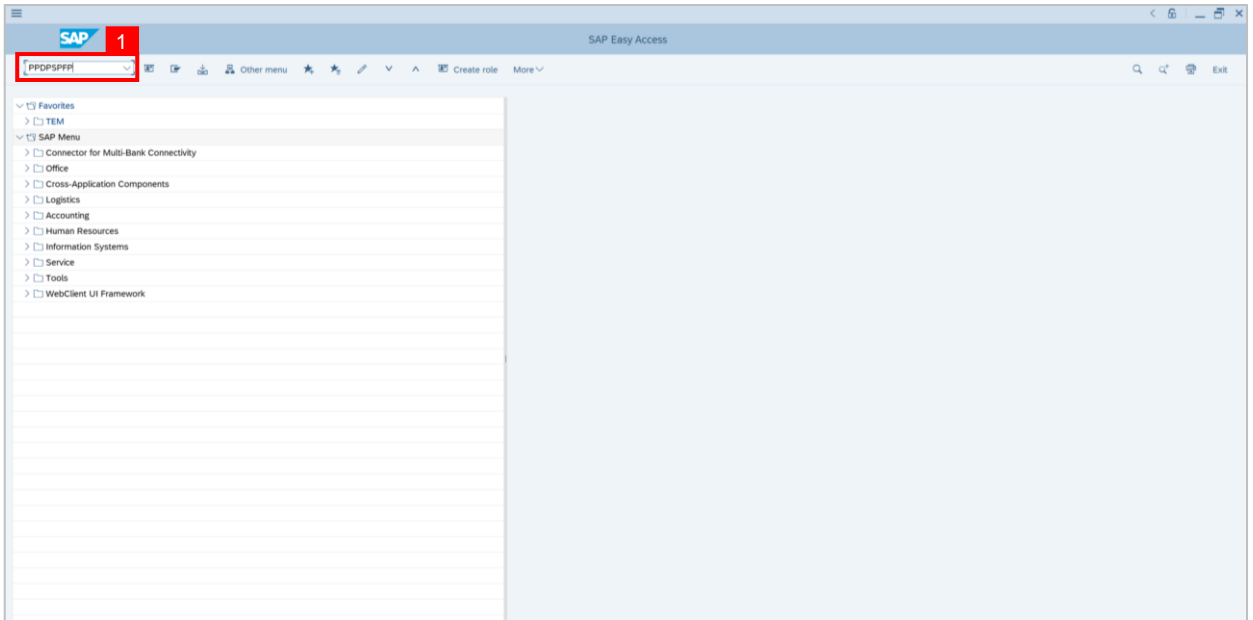 SAP Easy Access
SAP
1
PPDPSPFP
Other menu
Create role
More
Exit
Favorites
TEM
SAP Menu
Connector for Multi-Bank Connectivity
Office
Cross-Application Components
Logistics
Accounting
Human Resources
Information Systems
Service
Tools
WebClient UI Framework